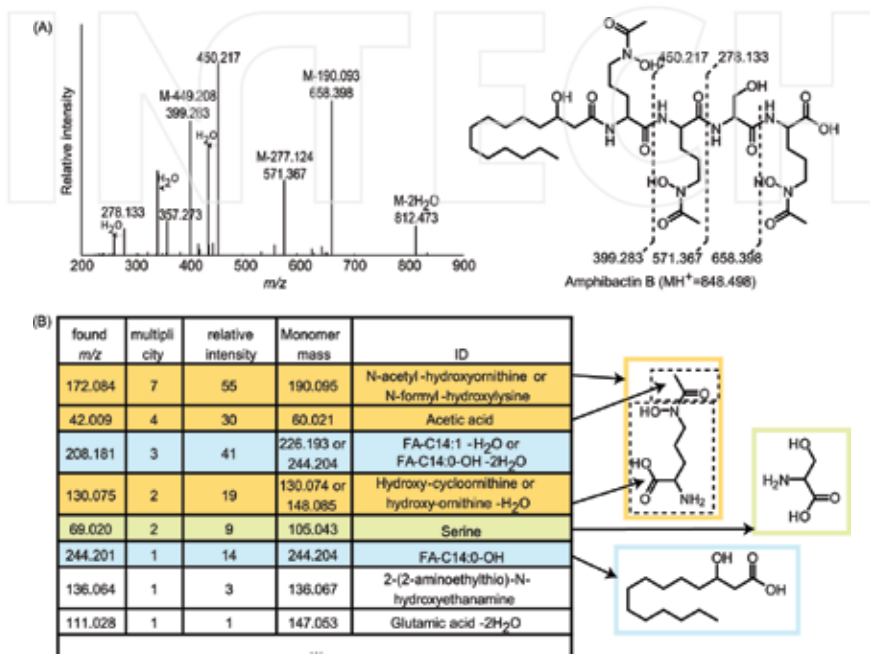 INTECH
(A)
Relative intensity
450.217
M-190.093
658.398
M-449.208
399.283
H2O
M-277.124
571.367
H2O
357.273
278.133
H2O
M-2H2O
812.473
200 300 400 500 600 700 800 900
m/z
O
N
OH
450.217
278.133
OH
O
O
HO
O
O
N
H
H
N
O
N
H
H
N
O
OH
HO
N
O
HO
N
O
399.283
571.367
658.398
Amphibactin B (MH+=848.498)
(B)
found m/z
multipli city
relative intensity
Monomer mass
ID
172.084 7 55 190.095 N-acetyl-hydroxyornithine or N-formyl-hydroxylysine
42.009 4 30 60.021 Acetic acid
208.181 3 41 226.193 or 244.204 FA-C14:1 -H2O or FA-C14:0-OH -2H2O
130.075 2 19 130.074 or 148.085 Hydroxy-cycloornithine or hydroxy-ornithine -H2O
69.020 2 9 105.043 Serine
244.201 1 14 244.204 FA-C14:0-OH
136.064 1 3 136.067 2-(2-aminoethylthio)-N-hydroxyethanamine
111.028 1 1 147.053 Glutamic acid -2H2O
...
O
HO
N
HO
O
NH2
HO
H2N
O
HO
OH
O
OH